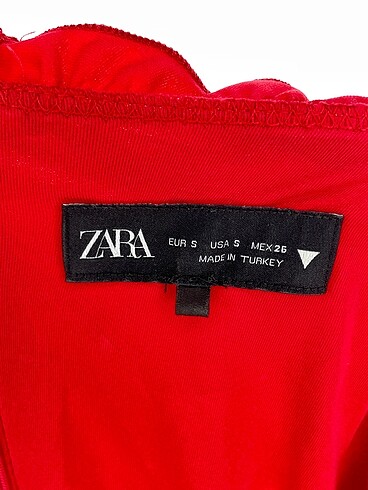 ZARA
EUR S USA S MEX 26
MADE IN TURKEY